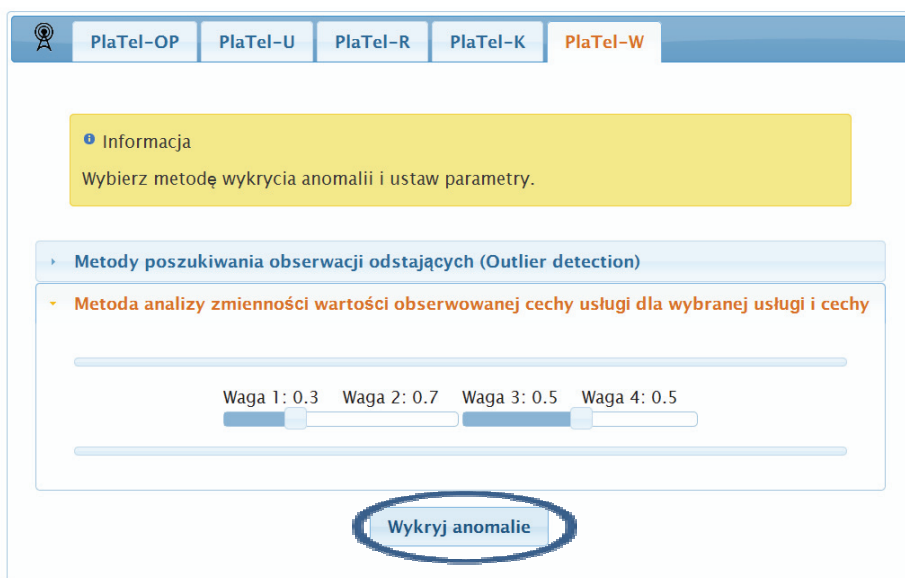 PlaTel-OP PlaTel-U PlaTel-R PlaTel-K PlaTel-W
Informacja
Wybierz metodę wykrycia anomalii i ustaw parametry.
Metody poszukiwania obserwacji odstających (Outlier detection)
Metoda analizy zmienności wartości obserwowanej cechy usługi dla wybranej usługi i cechy
Waga 1: 0.3 Waga 2: 0.7 Waga 3: 0.5 Waga 4: 0.5
Wykryj anomalie